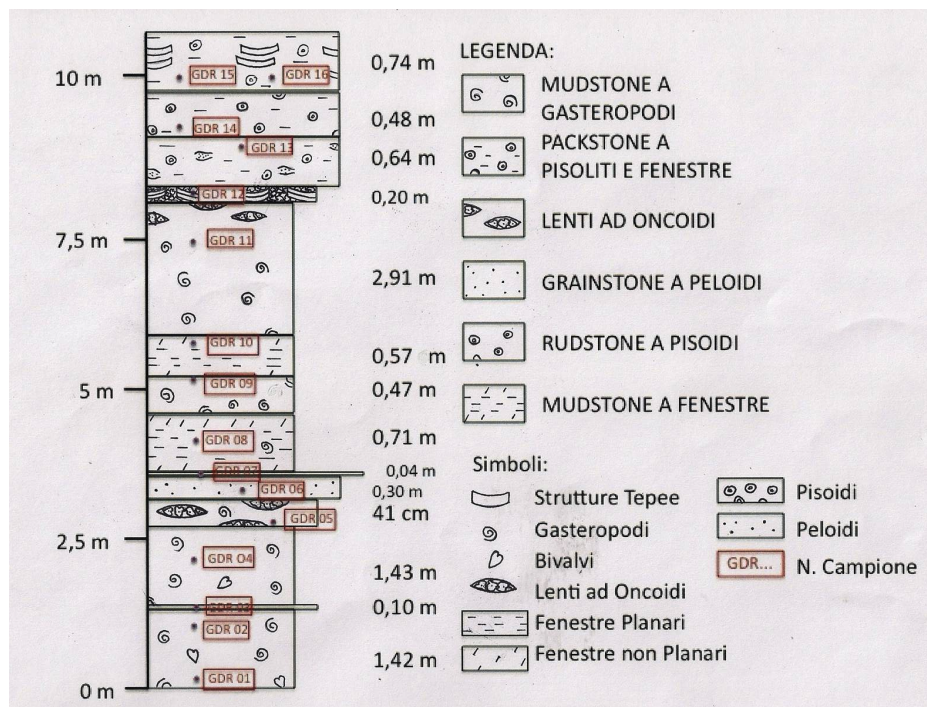 10 m
7,5 m
5 m
2,5 m
0 m
GDR 15
GDR 16
GDR 14
GDR 13
GDR 12
GDR 11
GDR 10
GDR 09
GDR 08
GDR 07
GDR 06
GDR 05
GDR O4
GDR 03
GDR 02
GDR 01
0,74 m
0,48 m
0,64 m
0,20 m
2,91 m
0,57 m
0,47 m
0,71 m
0,04 m
0,30 m
41 cm
1,43 m
0,10 m
1,42 m
LEGENDA:
MUDSTONE A
GASTEROPODI
PACKSTONE A
PISOLITI E FENESTRE
LENTI AD ONCOIDI
GRAINSTONE A PELOIDI
RUDSTONE A PISOIDI
MUDSTONE A FENESTRE
Simboli:
Strutture Tepee
Gasteropodi
Bivalvi
Lenti ad Oncoidi
Fenestre Planari
Fenestre non Planari
Pisoidi
Peloidi
GDR... N. Campione